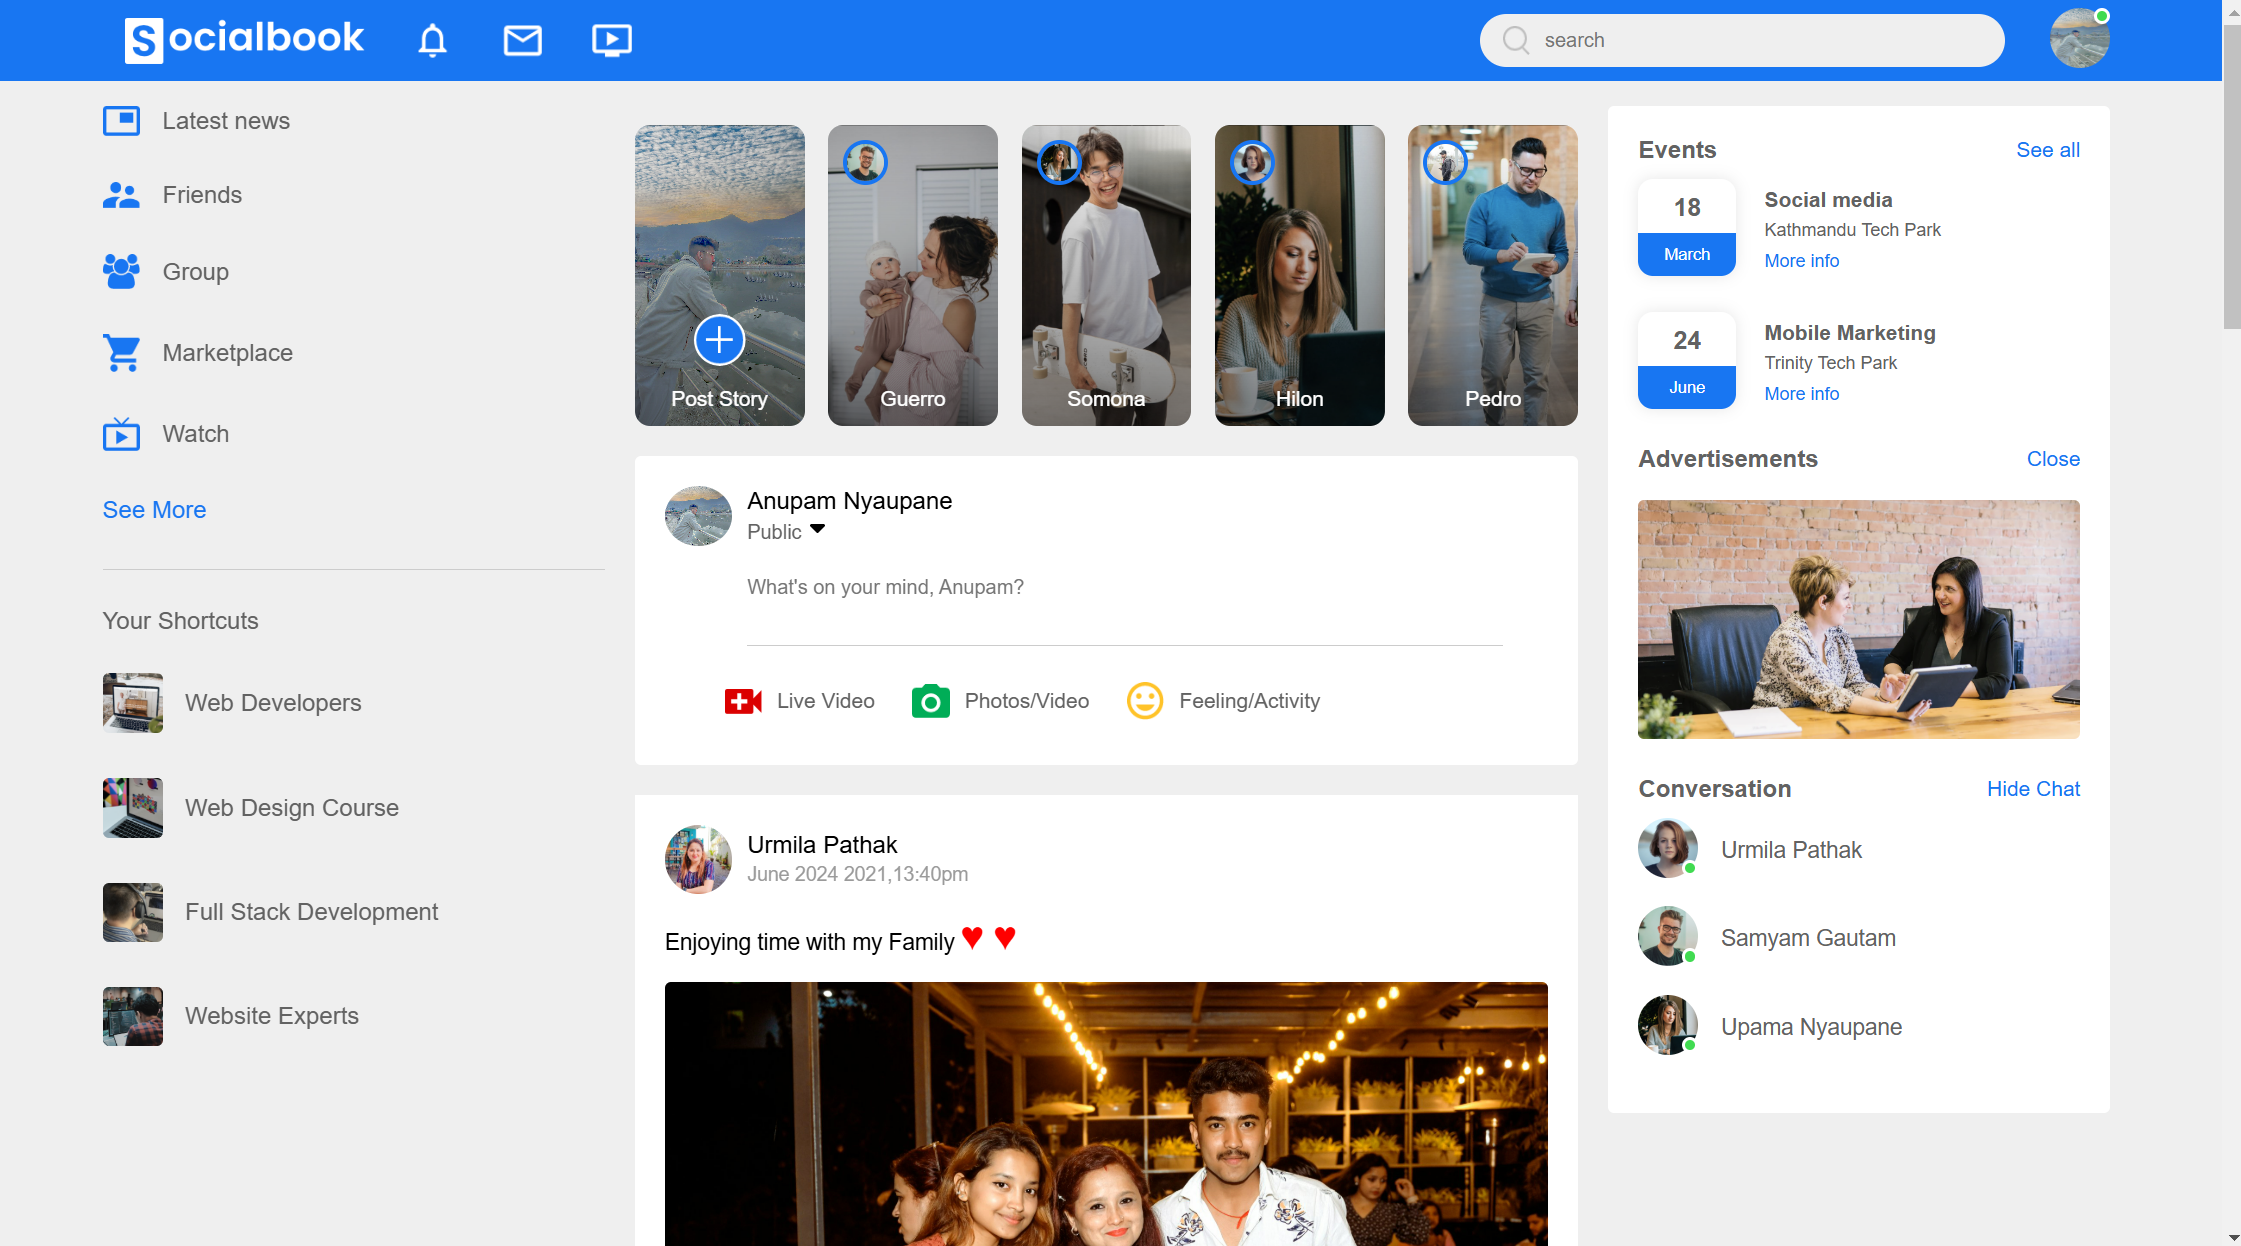 Socialbook
search
Latest news
Friends
Group
Marketplace
Watch
See More
Your Shortcuts
Web Developers
Web Design Course
Full Stack Development
Website Experts
Post Story
Guerro
Somona
Hilon
Pedro
Anupam Nyaupane
Public
What's on your mind, Anupam?
Live Video
Photos/Video
Feeling/Activity
Urmila Pathak
June 2024 2021,13:40pm
Enjoying time with my Family
Events
See all
18
March
Social media
Kathmandu Tech Park
More info
24
June
Mobile Marketing
Trinity Tech Park
More info
Advertisements
Close
Conversation
Hide Chat
Urmila Pathak
Samyam Gautam
Upama Nyaupane